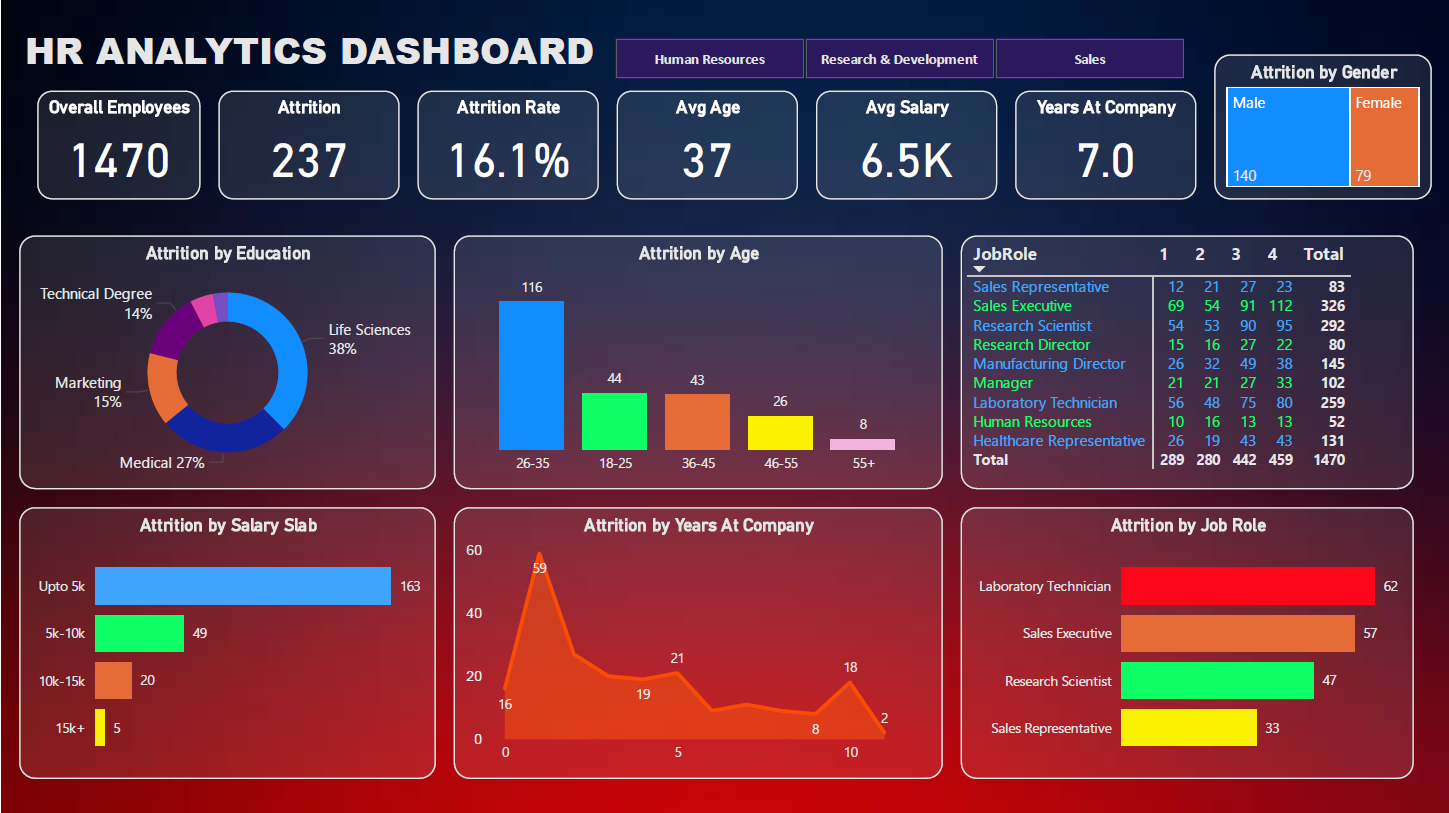 HR ANALYTICS DASHBOARD
Human Resources
Research & Development
Sales
Overall Employees
1470
Attrition
237
Attrition Rate
16.1%
Avg Age
37
Avg Salary
6.5K
Years At Company
7.0
Attrition by Gender
Male
Female
140
79
Attrition by Education
Technical Degree
14%
Life Sciences
38%
Marketing
15%
Medical 27%
Attrition by Age
116
44
43
26
8
26-35
18-25
36-45
46-55
55+
JobRole 1 2 3 4 Total
Sales Representative 12 21 27 23 83
Sales Executive 69 54 91 112 326
Research Scientist 54 53 90 95 292
Research Director 15 16 27 22 80
Manufacturing Director 26 32 49 38 145
Manager 21 21 27 33 102
Laboratory Technician 56 48 75 80 259
Human Resources 10 16 13 13 52
Healthcare Representative 26 19 43 43 131
Total 289 280 442 459 1470
Attrition by Salary Slab
Upto 5k 163
5k-10k 49
10k-15k 20
15k+ 5
Attrition by Years At Company
60
40
20
0
59
16
19
21
8
18
2
0
5
10
Attrition by Job Role
Laboratory Technician 62
Sales Executive 57
Research Scientist 47
Sales Representative 33